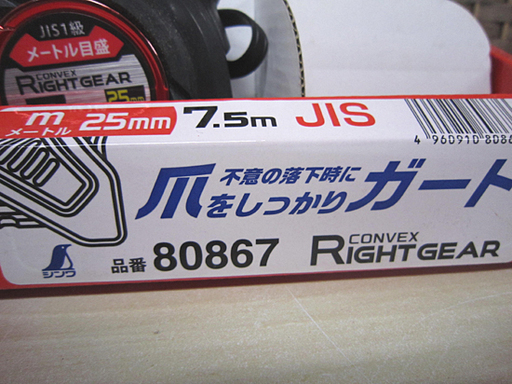 JIS1級
メートル目盛
CONVEX
RIGHTGEAR
25mm
m
メートル
25mm 7.5m JIS
4 960910 8086
不意の落下時に
爪をしっかりガード
シンワ
品番 80867
CONVEX
RIGHTGEAR